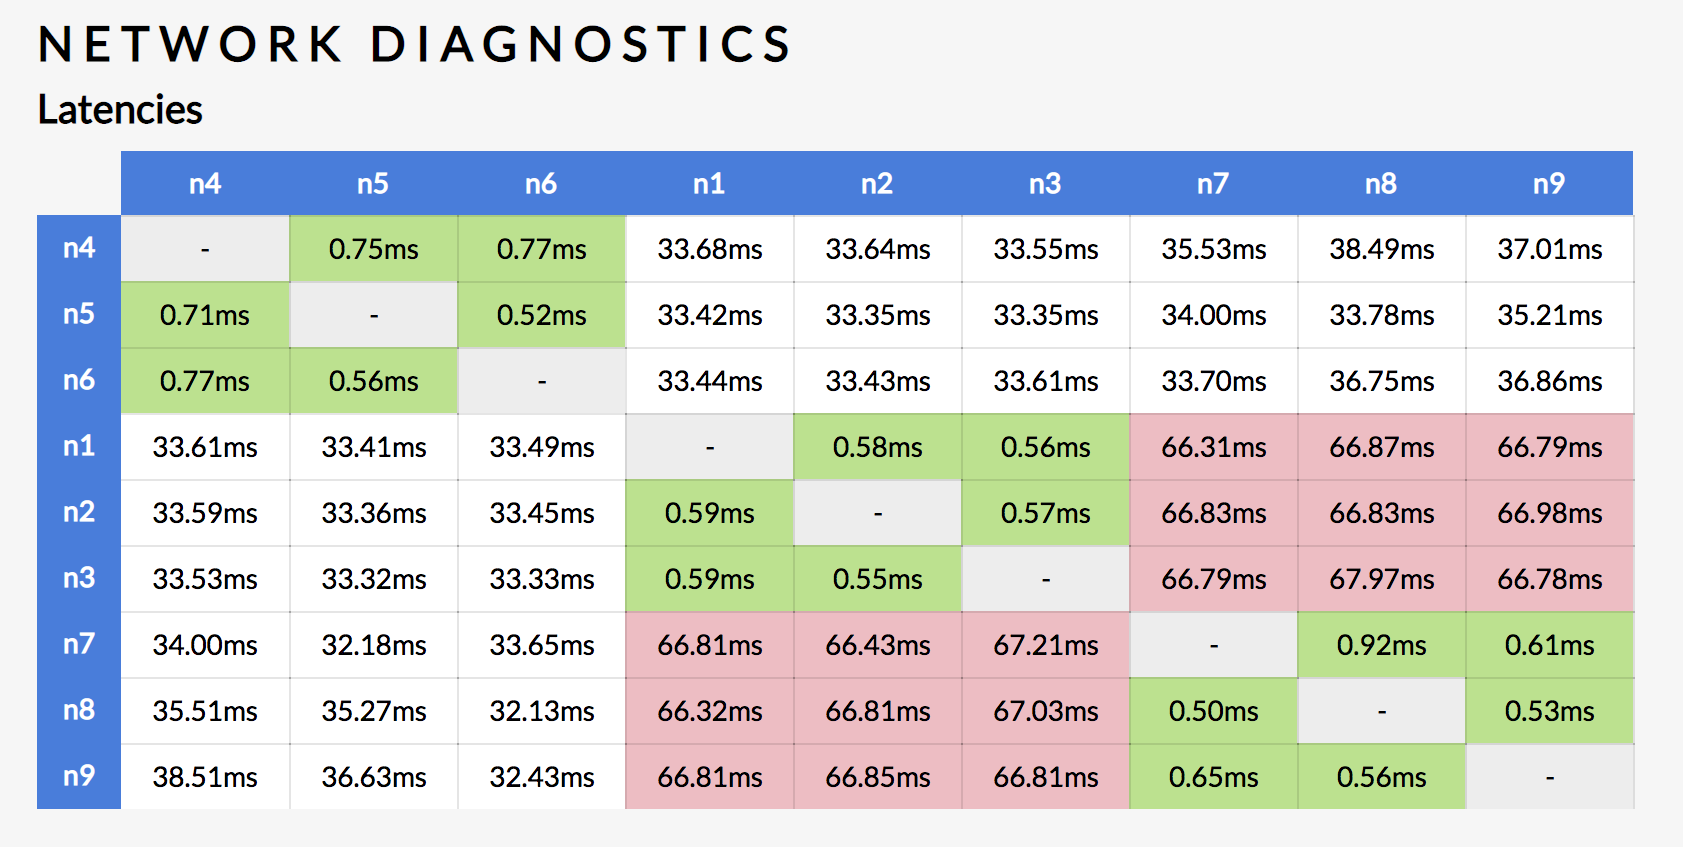 NETWORK DIAGNOSTICS
Latencies
n4 n5 n6 n1 n2 n3 n7 n8 n9
n4 - 0.75ms 0.77ms 33.68ms 33.64ms 33.55ms 35.53ms 38.49ms 37.01ms
n5 0.71ms - 0.52ms 33.42ms 33.35ms 33.35ms 34.00ms 33.78ms 35.21ms
n6 0.77ms 0.56ms - 33.44ms 33.43ms 33.61ms 33.70ms 36.75ms 36.86ms
n1 33.61ms 33.41ms 33.49ms - 0.58ms 0.56ms 66.31ms 66.87ms 66.79ms
n2 33.59ms 33.36ms 33.45ms 0.59ms - 0.57ms 66.83ms 66.83ms 66.98ms
n3 33.53ms 33.32ms 33.33ms 0.59ms 0.55ms - 66.79ms 67.97ms 66.78ms
n7 34.00ms 32.18ms 33.65ms 66.81ms 66.43ms 67.21ms - 0.92ms 0.61ms
n8 35.51ms 35.27ms 32.13ms 66.32ms 66.81ms 67.03ms 0.50ms - 0.53ms
n9 38.51ms 36.63ms 32.43ms 66.81ms 66.85ms 66.81ms 0.65ms 0.56ms -